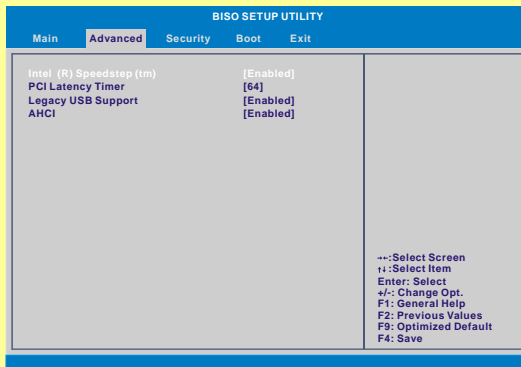 BISO SETUP UTILITY
Main Advanced Security Boot Exit
Intel (R) Speedstep (tm) [Enabled]
PCI Latency Timer [64]
Legacy USB Support [Enabled]
AHCI [Enabled]
→←:Select Screen
↑↓:Select Item
Enter: Select
+/-: Change Opt.
F1: General Help
F2: Previous Values
F9: Optimized Default
F4: Save